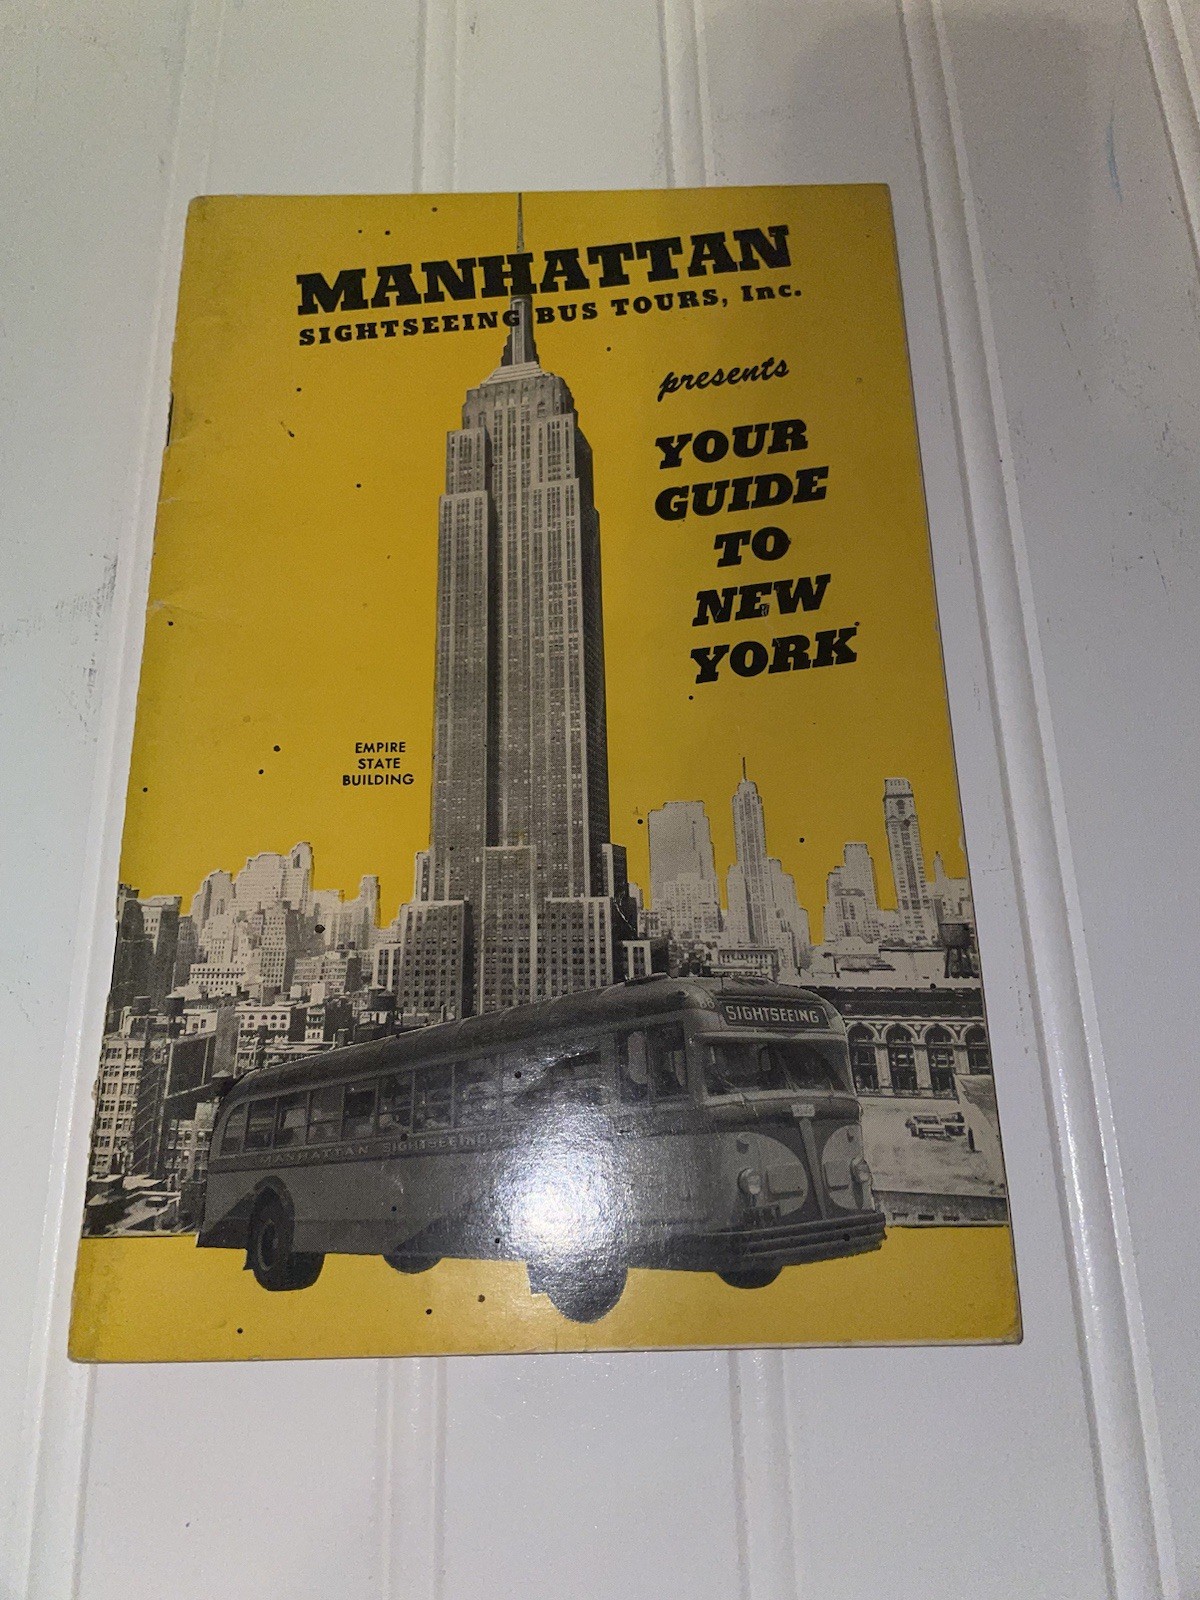 MANHATTAN
SIGHTSEEING BUS TOURS, Inc.
presents
YOUR
GUIDE
TO
NEW
YORK
EMPIRE
STATE
BUILDING
SIGHTSEEING
MANHATTAN SIGHTSEEING